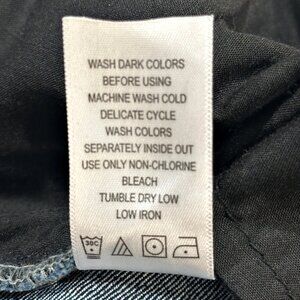 WASH DARK COLORS
BEFORE USING
MACHINE WASH COLD
DELICATE CYCLE
WASH COLORS
SEPARATELY INSIDE OUT
USE ONLY NON-CHLORINE
BLEACH
TUMBLE DRY LOW
LOW IRON
30C